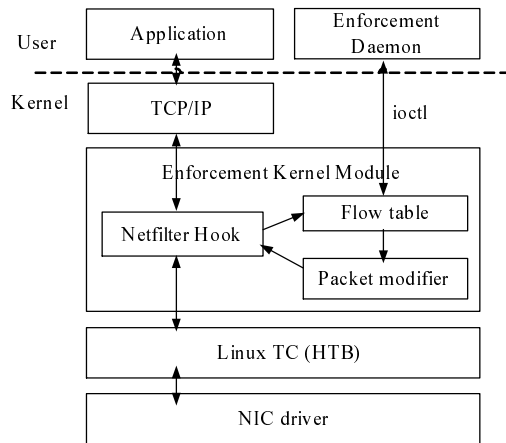 User
Application
Enforcement
Daemon
Kernel
TCP/IP
ioctl
Enforcement Kernel Module
Netfilter Hook
Flow table
Packet modifier
Linux TC (HTB)
NIC driver